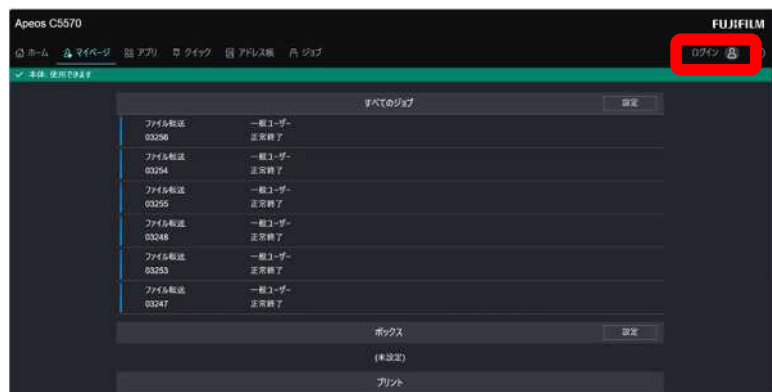 Apeos C5570
FUJIFILM
ホーム マイページ アプリ クイック アドレス帳 ジョブ ログイン
本体: 使用できます
すべてのジョブ 設定
ファイル転送 一般ユーザー
03256 正常終了
ファイル転送 一般ユーザー
03254 正常終了
ファイル転送 一般ユーザー
03255 正常終了
ファイル転送 一般ユーザー
03248 正常終了
ファイル転送 一般ユーザー
03253 正常終了
ファイル転送 一般ユーザー
03247 正常終了
ボックス 設定
(未設定)
プリント